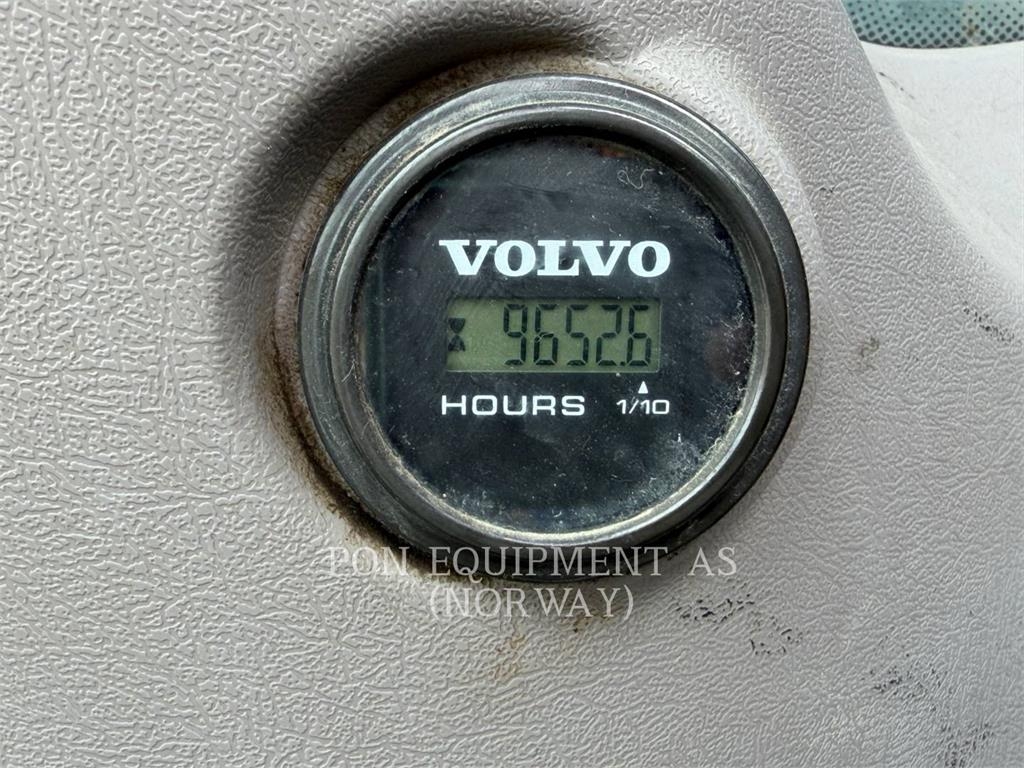 VOLVO
9652.6
HOURS 1/10
PON EQUIPMENT AS
(NORWAY)